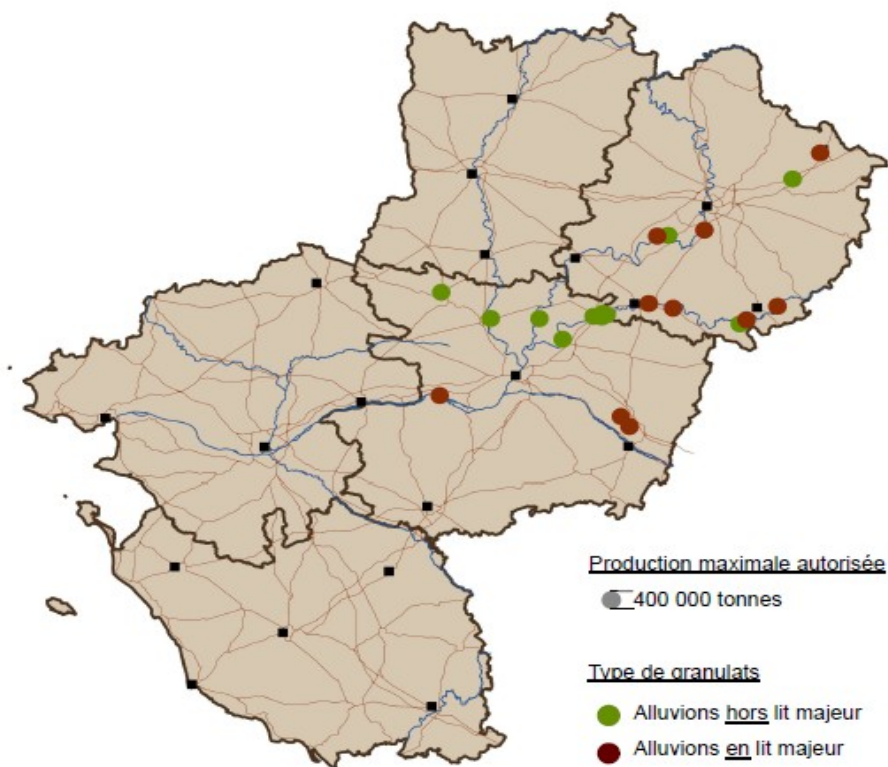 Production maximale autorisée
400 000 tonnes
Type de granulats
Alluvions hors lit majeur
Alluvions en lit majeur